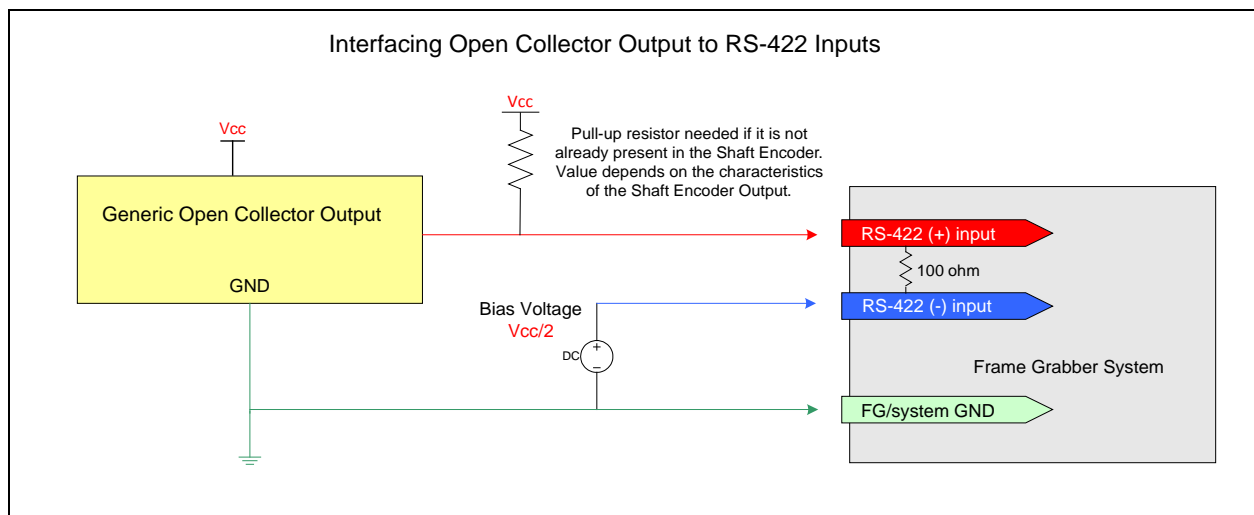 Interfacing Open Collector Output to RS-422 Inputs
Vcc
Vcc
Pull-up resistor needed if it is not
already present in the Shaft Encoder.
Value depends on the characteristics
of the Shaft Encoder Output.
Generic Open Collector Output
GND
RS-422 (+) input
100 ohm
RS-422 (-) input
Bias Voltage
Vcc/2
DC
+
−
Frame Grabber System
FG/system GND